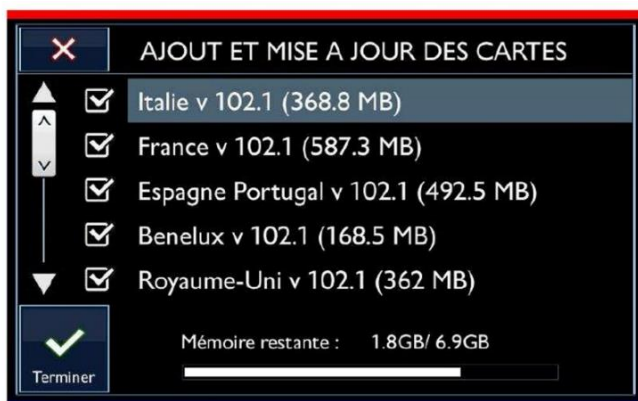 AJOUT ET MISE A JOUR DES CARTES
Italie v 102.1 (368.8 MB)
France v 102.1 (587.3 MB)
Espagne Portugal v 102.1 (492.5 MB)
Benelux v 102.1 (168.5 MB)
Royaume-Uni v 102.1 (362 MB)
Mémoire restante : 1.8GB/ 6.9GB
Terminer